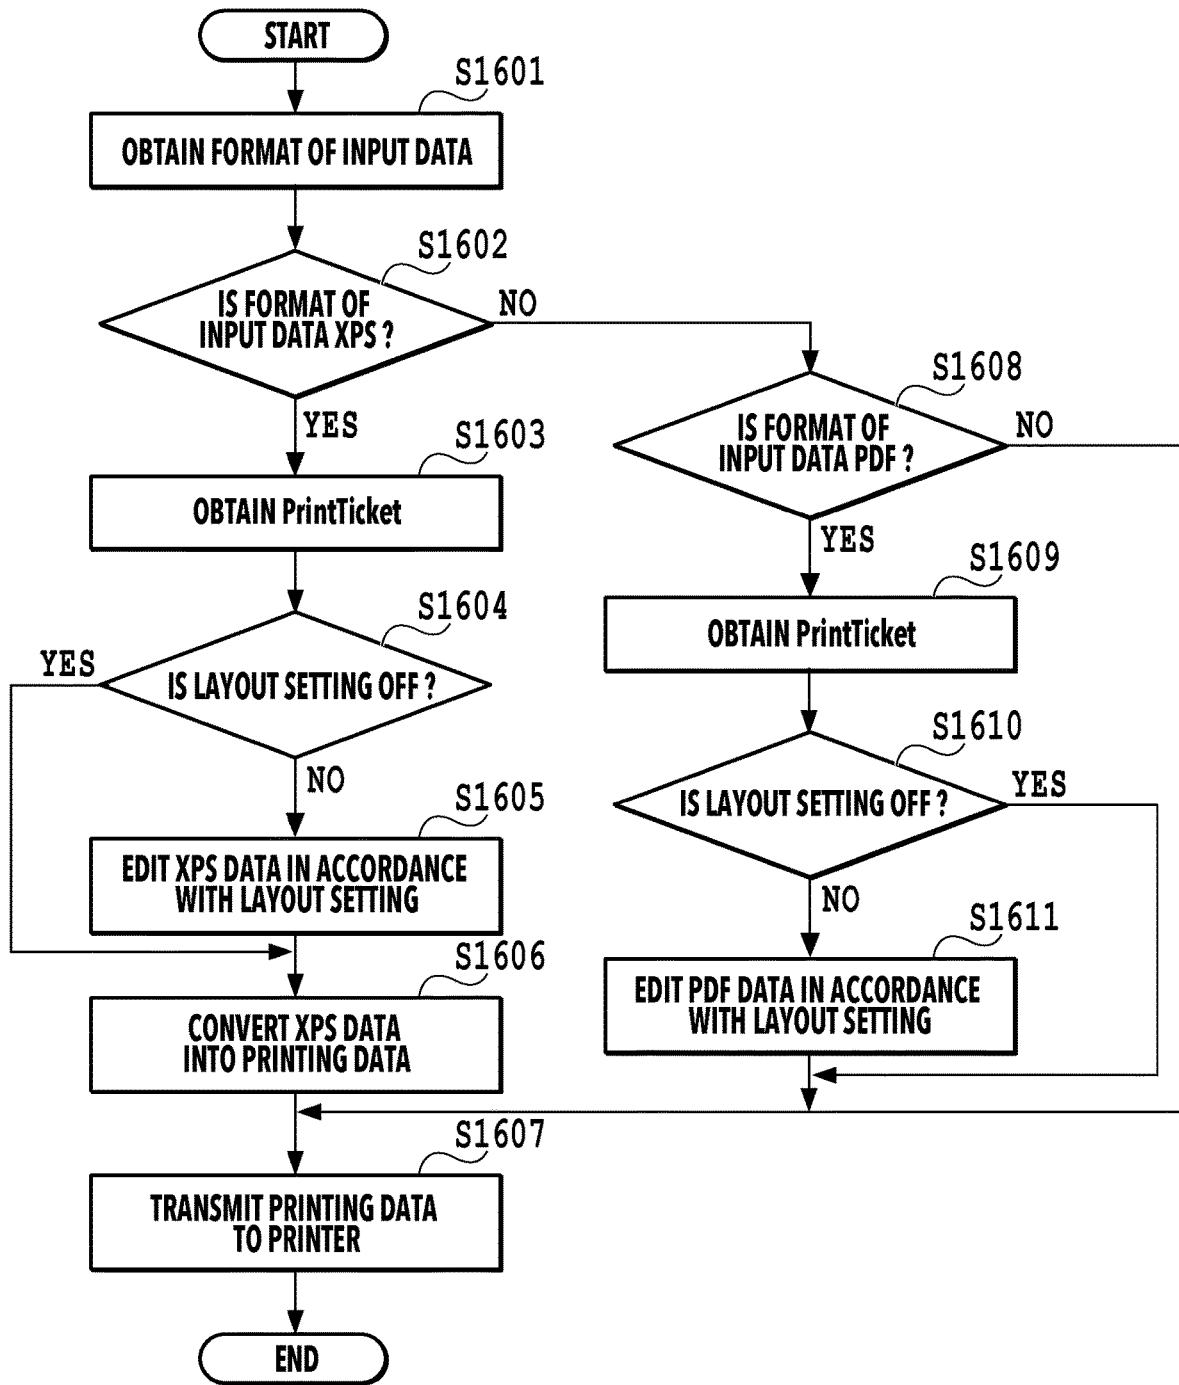 START
S1601
OBTAIN FORMAT OF INPUT DATA
S1602
IS FORMAT OF
INPUT DATA XPS ?
NO
YES
S1603
OBTAIN PrintTicket
S1604
YES
IS LAYOUT SETTING OFF ?
NO
S1605
EDIT XPS DATA IN ACCORDANCE
WITH LAYOUT SETTING
S1606
CONVERT XPS DATA
INTO PRINTING DATA
S1607
TRANSMIT PRINTING DATA
TO PRINTER
END
S1608
IS FORMAT OF
INPUT DATA PDF ?
NO
YES
S1609
OBTAIN PrintTicket
S1610
IS LAYOUT SETTING OFF ?
YES
NO
S1611
EDIT PDF DATA IN ACCORDANCE
WITH LAYOUT SETTING